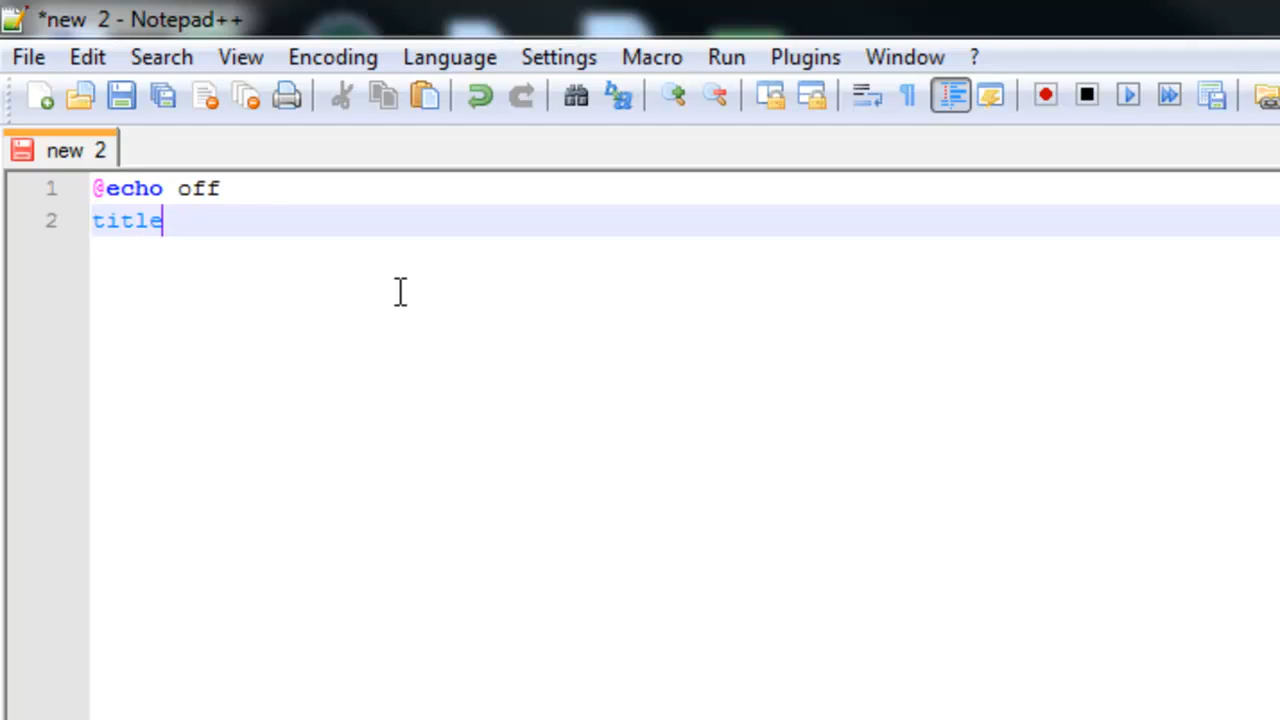 *new 2 - Notepad++
File Edit Search View Encoding Language Settings Macro Run Plugins Window ?
new 2
1 @echo off
2 title